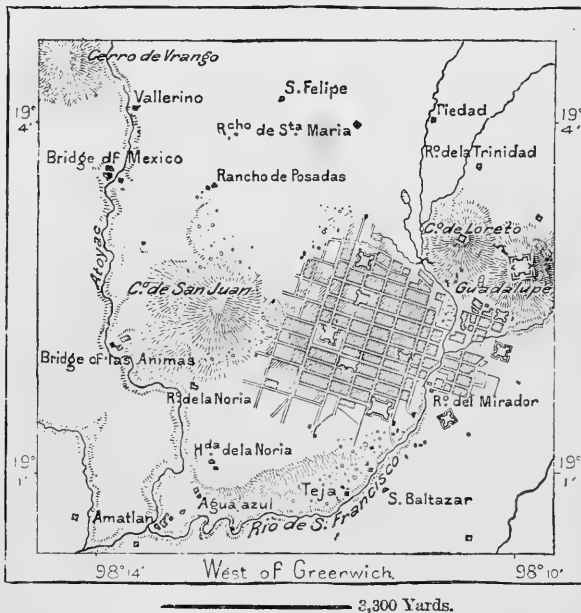 Cerro de Vrango
S. Felipe
Vallerino
19°
4'
Tiedad
19°
4'
Rcho de Sta Maria
Bridge df Mexico
Ro. de la Trinidad
Rancho de Posadas
Co. de Loreto
Atoyac
Co. de San Juan
Guadalupe
Bridge of las Animas
Ro. de la Noria
Ro. del Mirador
Hda de la Noria
19°
1'
19°
1'
Teja
Agua azul
S. Baltazar
Amatlan
Rio de S. Francisco
98° 14'
West of Greenwich.
98° 10'
3,300 Yards.